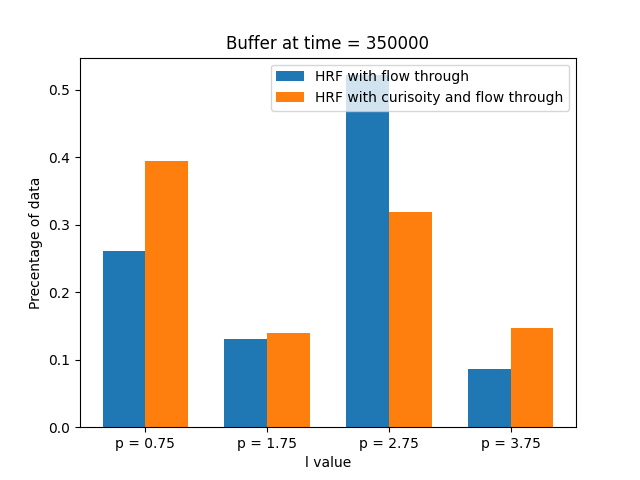 Buffer at time = 350000
HRF with flow through
HRF with curisoity and flow through
0.5
0.4
0.3
0.2
0.1
0.0
Precentage of data
p = 0.75
p = 1.75
p = 2.75
p = 3.75
l value